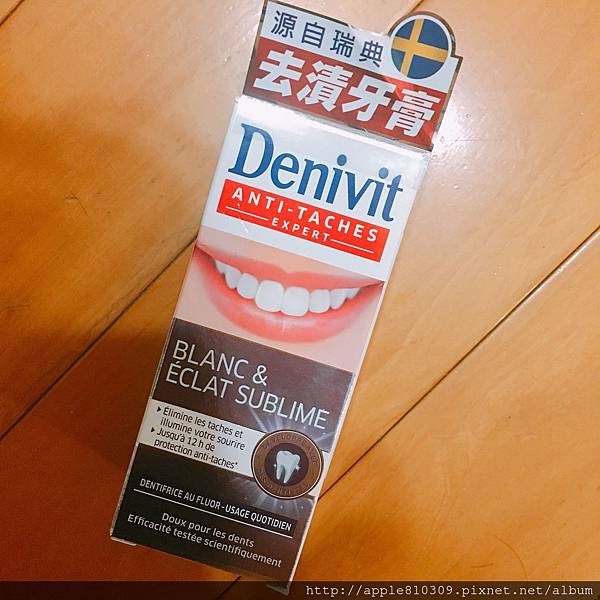 源自瑞典
去漬牙膏
Denivit
ANTI-TACHES
EXPERT
BLANC &
ÉCLAT SUBLIME
Elimine les taches et
illumine votre sourire
Jusqu'à 12 h de
protection anti-taches*
DENTIFRICE AU FLUOR-USAGE QUOTIDIEN
Doux pour les dents
Efficacité testée scientifiquement
http://apple810309.pixnet.net/album